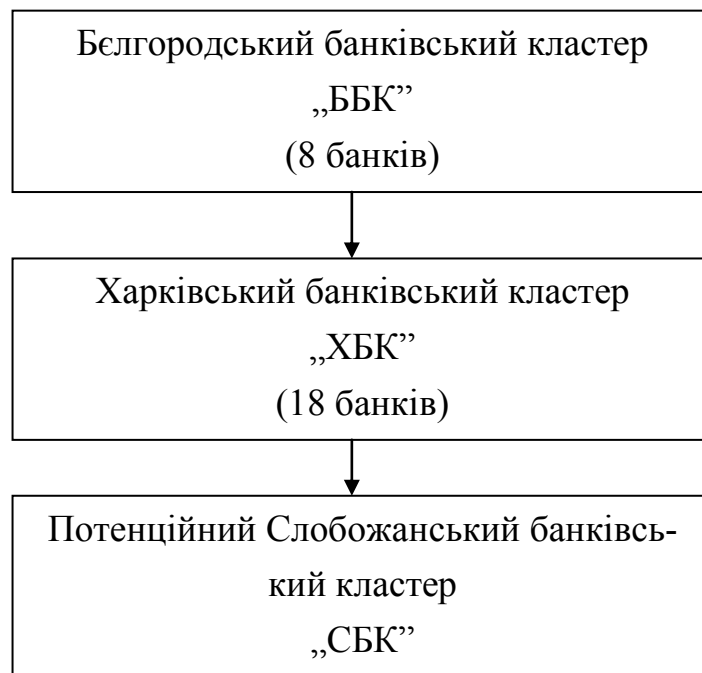 Бєлгородський банківський кластер
„ББК”
(8 банків)
Харківський банківський кластер
„ХБК”
(18 банків)
Потенційний Слобожанський банківсь-
кий кластер
„СБК”